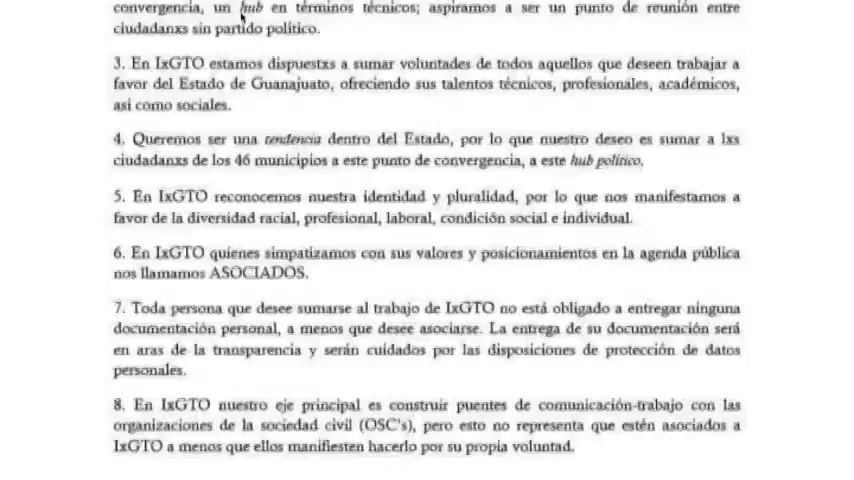 convergencia, un hub en términos técnicos; aspiramos a ser un punto de reunión entre
ciudadanxs sin partido político.
3. En IxGTO estamos dispuestxs a sumar voluntades de todos aquellos que deseen trabajar a
favor del Estado de Guanajuato, ofreciendo sus talentos técnicos, profesionales, académicos,
así como sociales.
4. Queremos ser una tendencia dentro del Estado, por lo que nuestro deseo es sumar a lxs
ciudadanxs de los 46 municipios a este punto de convergencia, a este hub político.
5. En IxGTO reconocemos nuestra identidad y pluralidad, por lo que nos manifestamos a
favor de la diversidad racial, profesional, laboral, condición social e individual.
6. En IxGTO quienes simpatizamos con sus valores y posicionamientos en la agenda pública
nos llamamos ASOCIADOS.
7. Toda persona que desee sumarse al trabajo de IxGTO no está obligado a entregar ninguna
documentación personal, a menos que desee asociarse. La entrega de su documentación será
en aras de la transparencia y serán cuidados por las disposiciones de protección de datos
personales.
8. En IxGTO nuestro eje principal es construir puentes de comunicación-trabajo con las
organizaciones de la sociedad civil (OSC's), pero esto no representa que estén asociados a
IxGTO a menos que ellos manifiesten hacerlo por su propia voluntad.